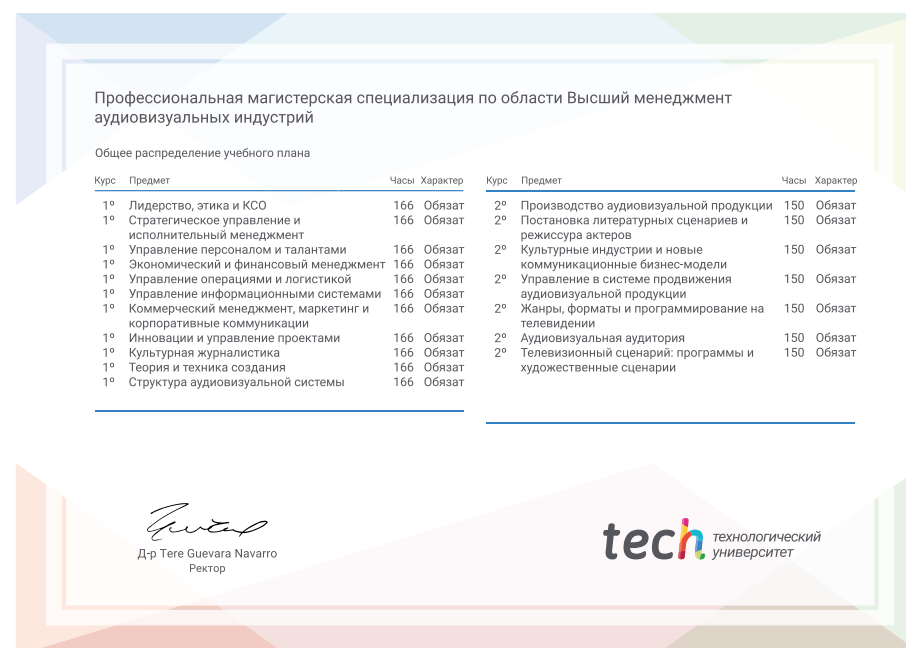 Профессиональная магистерская специализация по области Высший менеджмент
аудиовизуальных индустрий
Общее распределение учебного плана
Курс Предмет Часы Характер
1º Лидерство, этика и КСО 166 Обязат
1º Стратегическое управление и 166 Обязат
исполнительный менеджмент
1º Управление персоналом и талантами 166 Обязат
1º Экономический и финансовый менеджмент 166 Обязат
1º Управление операциями и логистикой 166 Обязат
1º Управление информационными системами 166 Обязат
1º Коммерческий менеджмент, маркетинг и 166 Обязат
корпоративные коммуникации
1º Инновации и управление проектами 166 Обязат
1º Культурная журналистика 166 Обязат
1º Теория и техника создания 166 Обязат
1º Структура аудиовизуальной системы 166 Обязат
Курс Предмет Часы Характер
2º Производство аудиовизуальной продукции 150 Обязат
2º Постановка литературных сценариев и 150 Обязат
режиссура актеров
2º Культурные индустрии и новые 150 Обязат
коммуникационные бизнес-модели
2º Управление в системе продвижения 150 Обязат
аудиовизуальной продукции
2º Жанры, форматы и программирование на 150 Обязат
телевидении
2º Аудиовизуальная аудитория 150 Обязат
2º Телевизионный сценарий: программы и 150 Обязат
художественные сценарии
Д-р Tere Guevara Navarro
Ректор
tech технологический
университет